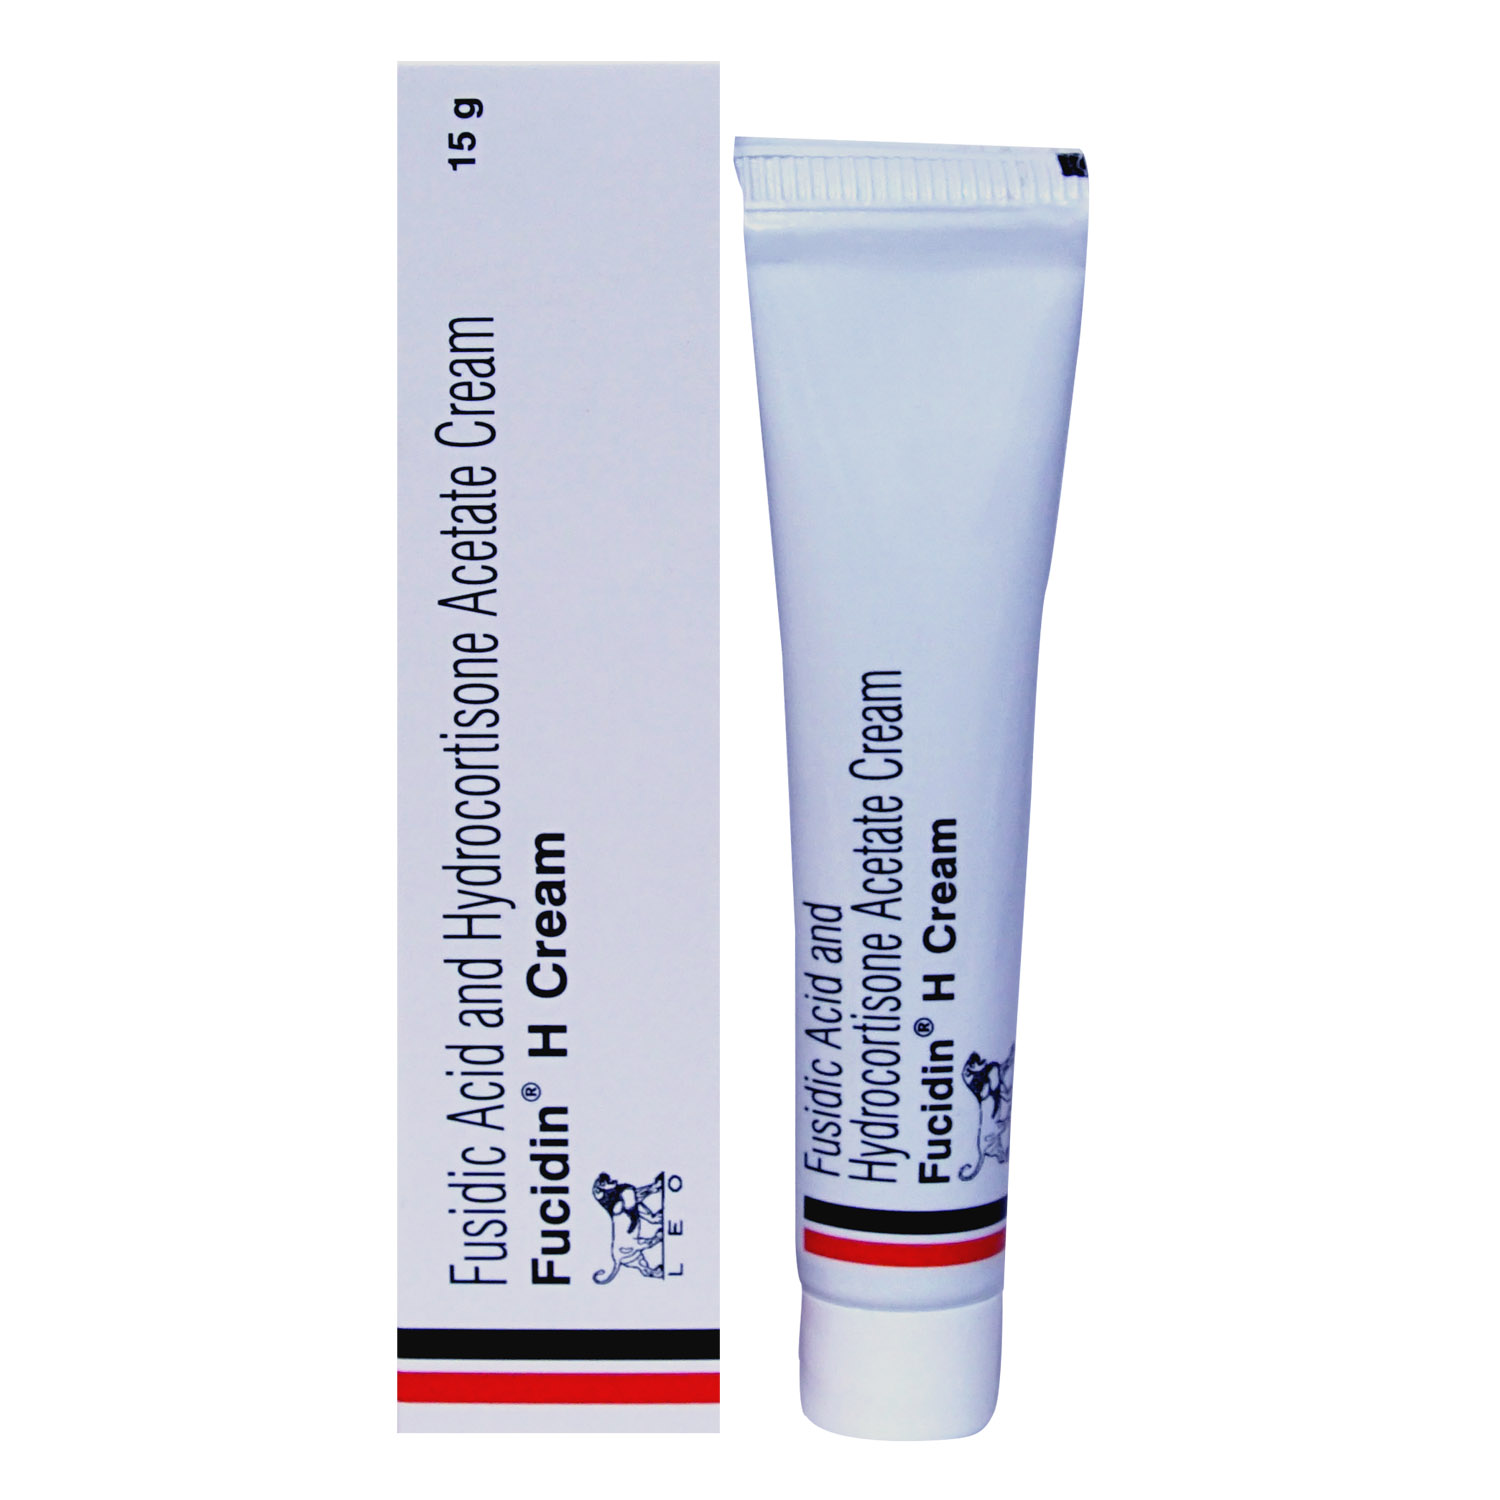 15 g
Fusidic Acid and Hydrocortisone Acetate Cream
Fucidin® H Cream
LEO
Fusidic Acid and
Hydrocortisone Acetate Cream
Fucidin® H Cream